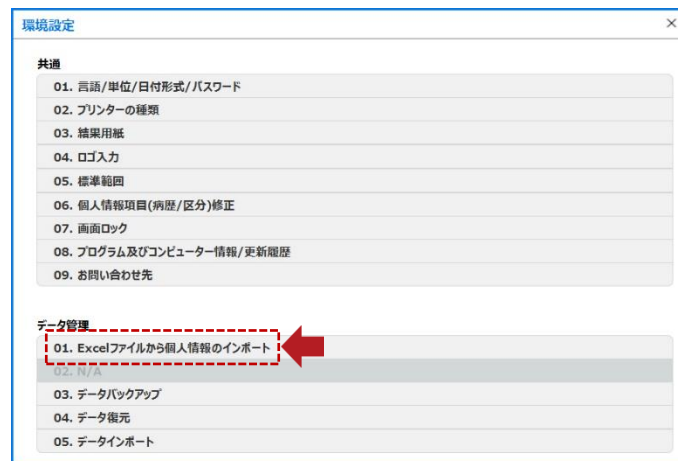 環境設定
共通
01. 言語/単位/日付形式/パスワード
02. プリンターの種類
03. 結果用紙
04. ロゴ入力
05. 標準範囲
06. 個人情報項目(病歴/区分)修正
07. 画面ロック
08. プログラム及びコンピューター情報/更新履歴
09. お問い合わせ先
データ管理
01. Excelファイルから個人情報のインポート
02. N/A
03. データバックアップ
04. データ復元
05. データインポート